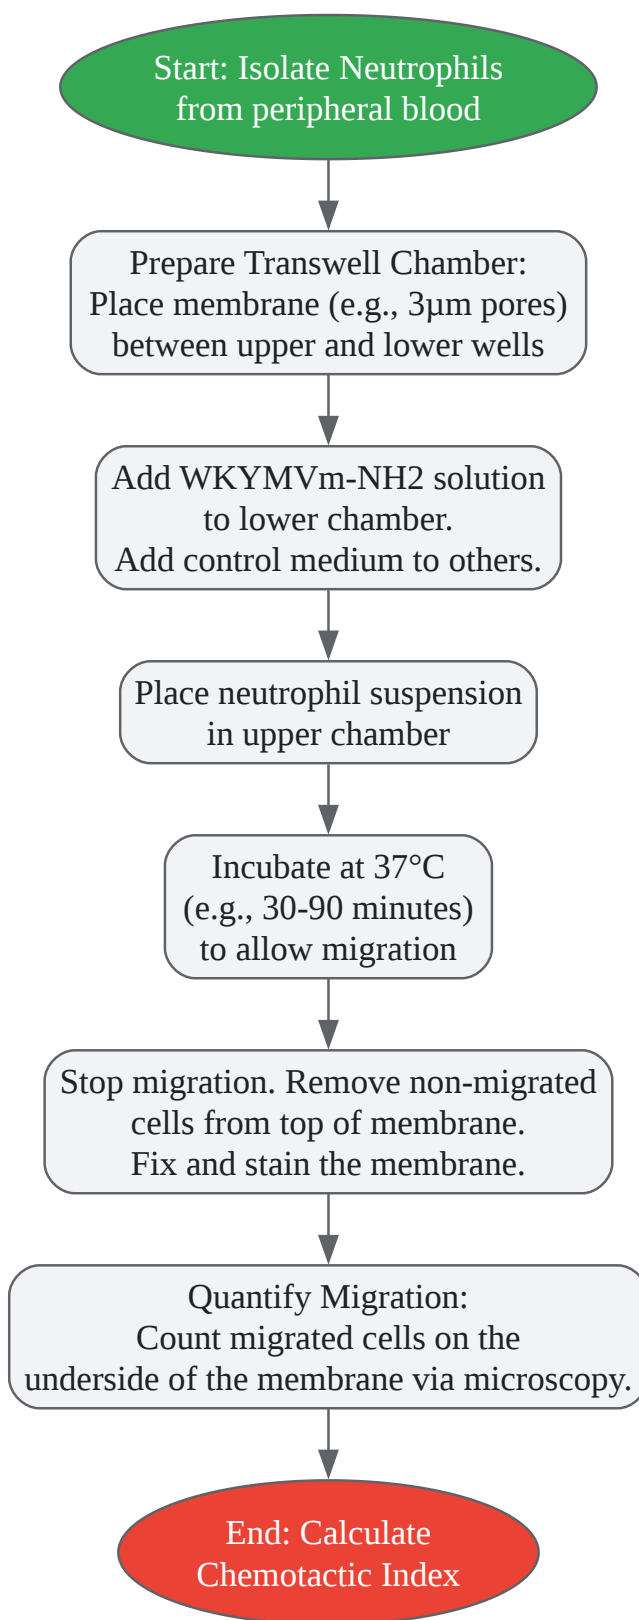 Start: Isolate Neutrophils
from peripheral blood
Prepare Transwell Chamber:
Place membrane (e.g., 3µm pores)
between upper and lower wells
Add WKYMVm-NH2 solution
to lower chamber.
Add control medium to others.
Place neutrophil suspension
in upper chamber
Incubate at 37°C
(e.g., 30-90 minutes)
to allow migration
Stop migration. Remove non-migrated
cells from top of membrane.
Fix and stain the membrane.
Quantify Migration:
Count migrated cells on the
underside of the membrane via microscopy.
End: Calculate
Chemotactic Index